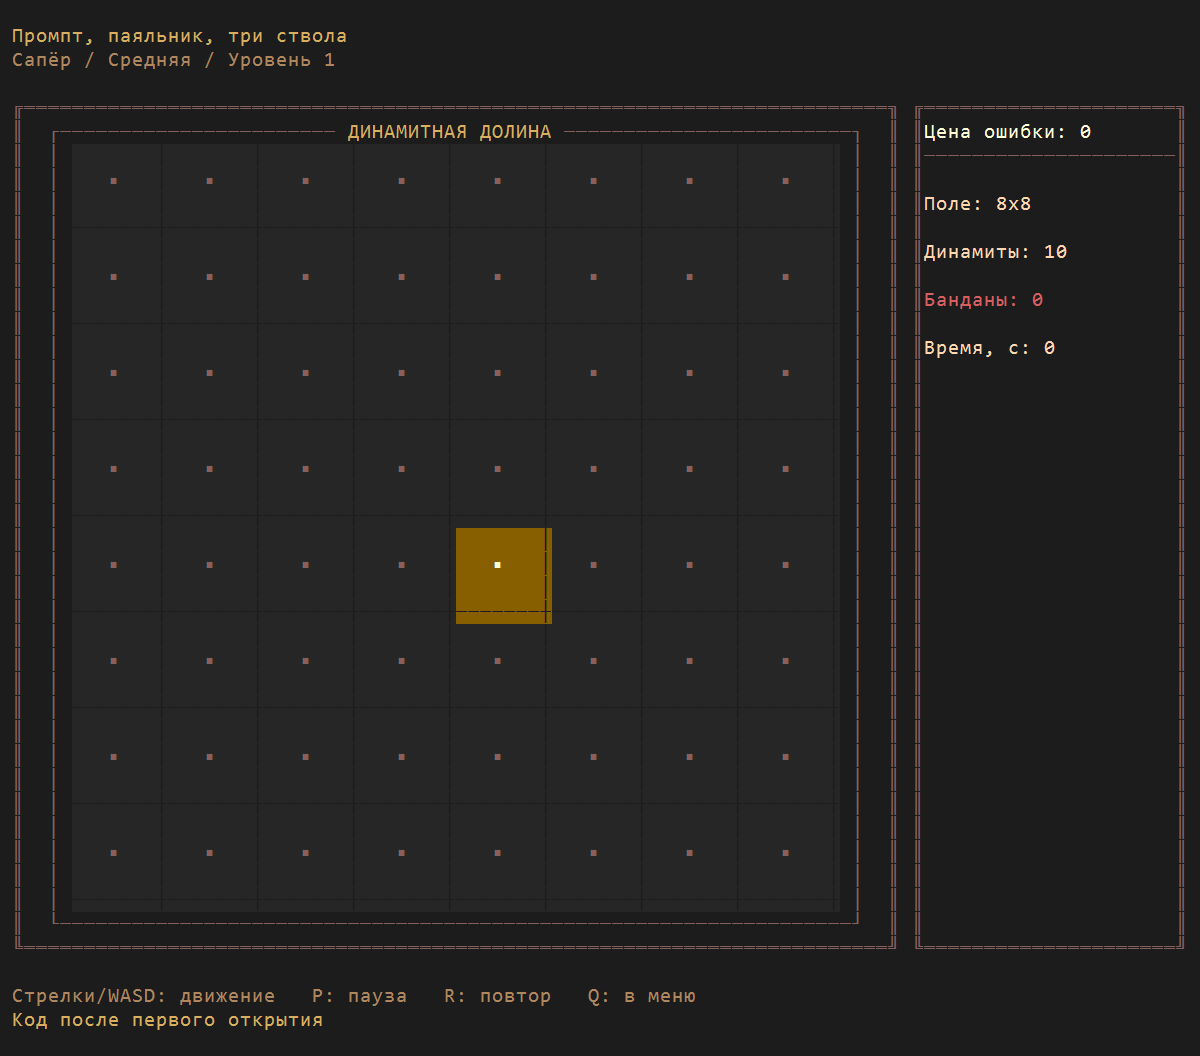 Промпт, паяльник, три ствола
Сапёр / Средняя / Уровень 1
ДИНАМИТНАЯ ДОЛИНА
Цена ошибки: 0
Поле: 8x8
Динамиты: 10
Банданы: 0
Время, с: 0
Стрелки/WASD: движение   P: пауза   R: повтор   Q: в меню
Код после первого открытия